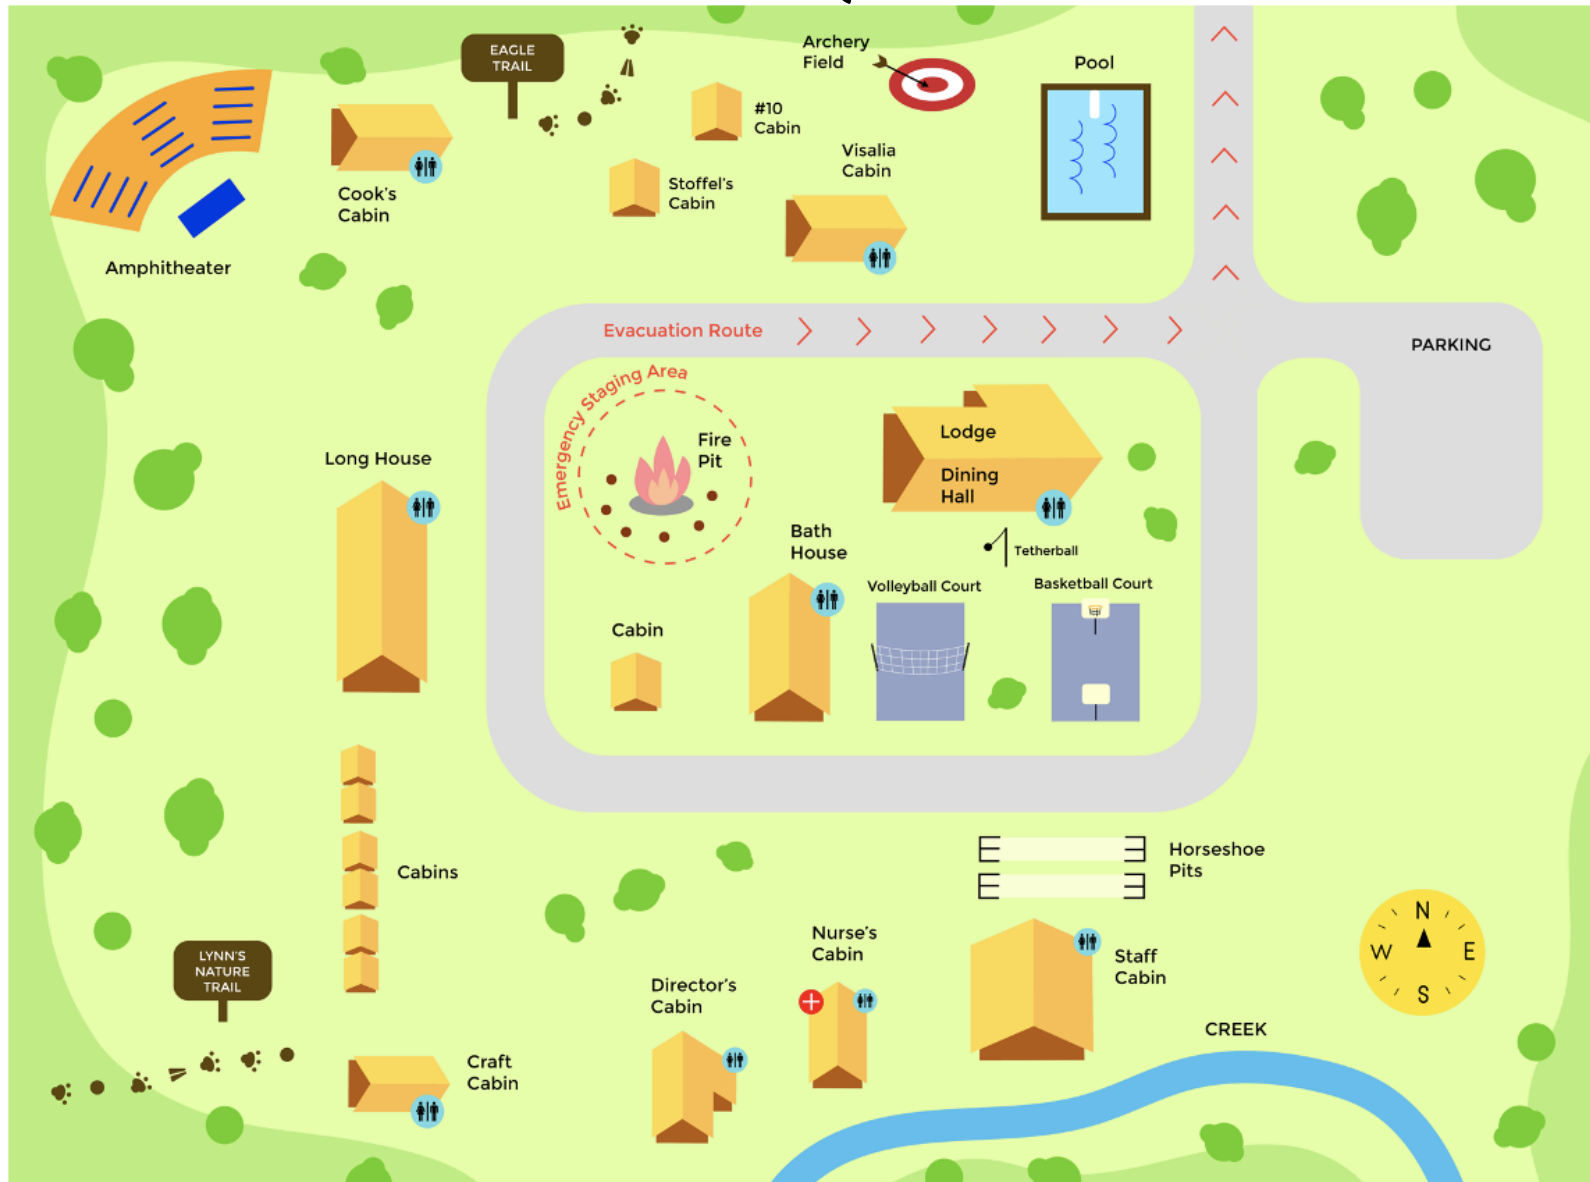 EAGLE
TRAIL
Archery
Field
Pool
#10
Cabin
Visalia
Cabin
Stoffel's
Cabin
Cook's
Cabin
Amphitheater
Evacuation Route
PARKING
Emergency Staging Area
Fire
Pit
Lodge
Dining
Hall
Long House
Bath
House
Tetherball
Volleyball Court
Basketball Court
Cabin
Cabins
Horseshoe
Pits
LYNN'S
NATURE
TRAIL
Nurse's
Cabin
Director's
Cabin
Staff
Cabin
N
W
E
S
CREEK
Craft
Cabin